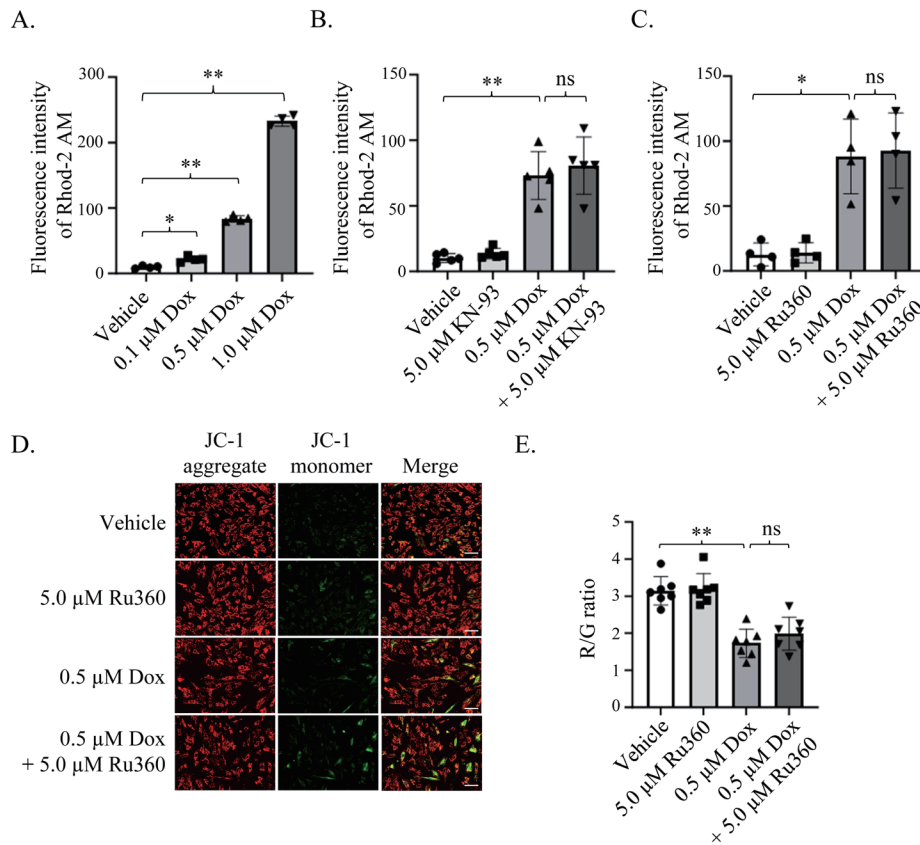 A.
B.
C.
Fluorescence intensity
of Rhod-2 AM
300
200
100
0
**
**
*
Vehicle
0.1 µM Dox
0.5 µM Dox
1.0 µM Dox
Fluorescence intensity
of Rhod-2 AM
150
100
50
0
**
ns
Vehicle
5.0 µM KN-93
0.5 µM Dox
0.5 µM Dox
+ 5.0 µM KN-93
Fluorescence intensity
of Rhod-2 AM
150
100
50
0
*
ns
Vehicle
5.0 µM Ru360
0.5 µM Dox
0.5 µM Dox
+ 5.0 µM Ru360
D.
JC-1
aggregate
JC-1
monomer
Merge
Vehicle
5.0 µM Ru360
0.5 µM Dox
0.5 µM Dox
+ 5.0 µM Ru360
E.
R/G ratio
5
4
3
2
1
0
**
ns
Vehicle
5.0 µM Ru360
0.5 µM Dox
0.5 µM Dox
+ 5.0 µM Ru360